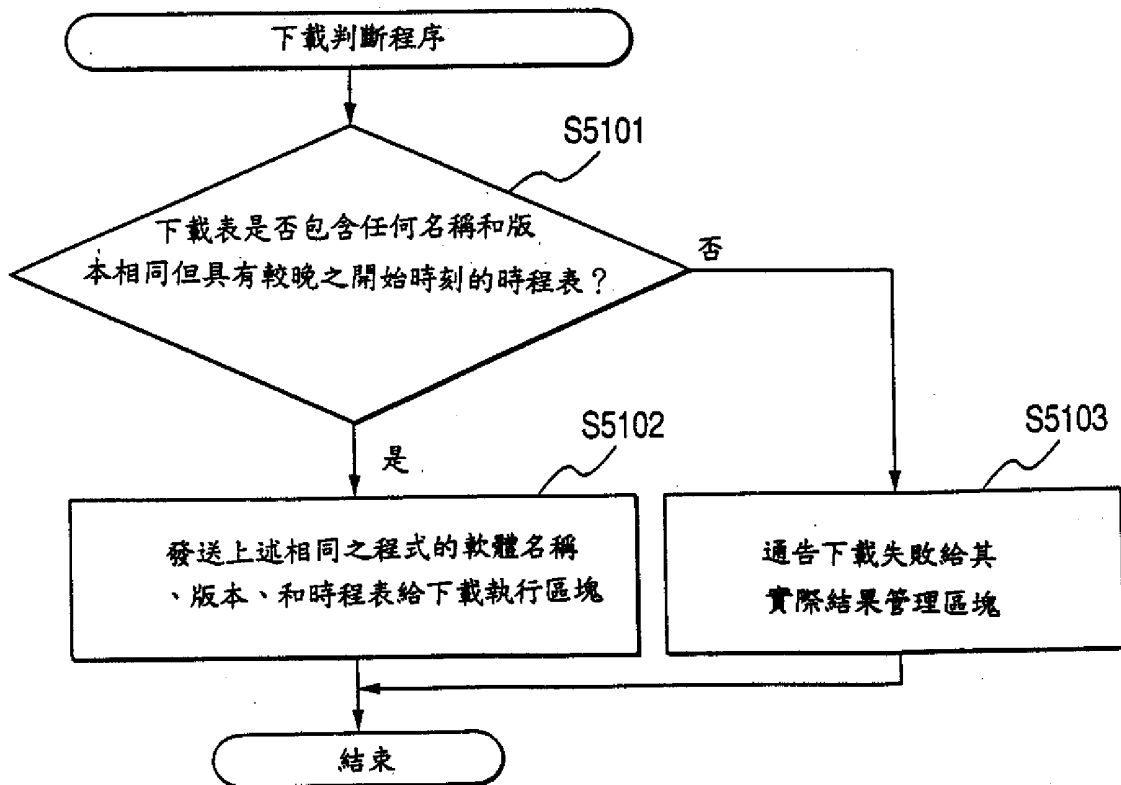 下載判斷程序
S5101
下載表是否包含任何名稱和版
本相同但具有較晚之開始時刻的時程表?
否
S5102
是
S5103
發送上述相同之程式的軟體名稱
、版本、和時程表給下載執行區塊
通告下載失敗給其
實際結果管理區塊
結束